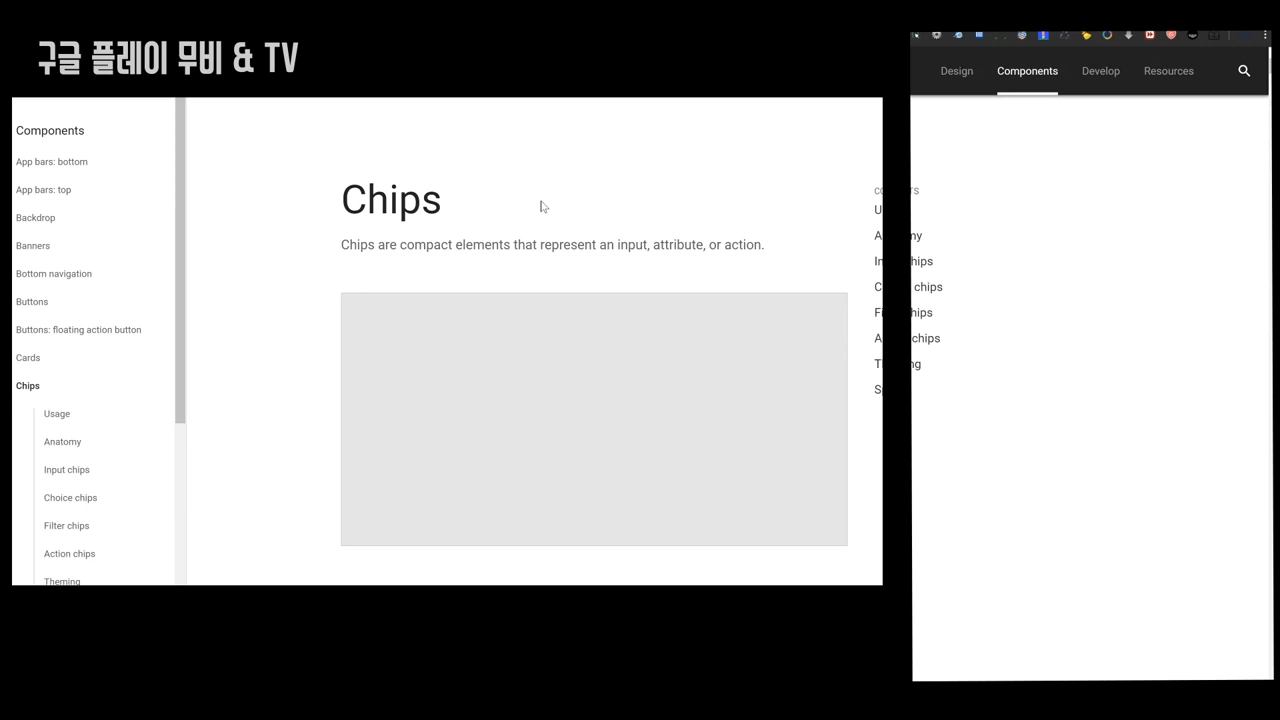 구글 플레이 무비 & TV
Design Components Develop Resources
Components
App bars: bottom
App bars: top
Backdrop
Banners
Bottom navigation
Buttons
Buttons: floating action button
Cards
Chips
Usage
Anatomy
Input chips
Choice chips
Filter chips
Action chips
Theming
Chips
Chips are compact elements that represent an input, attribute, or action.
chips
chips